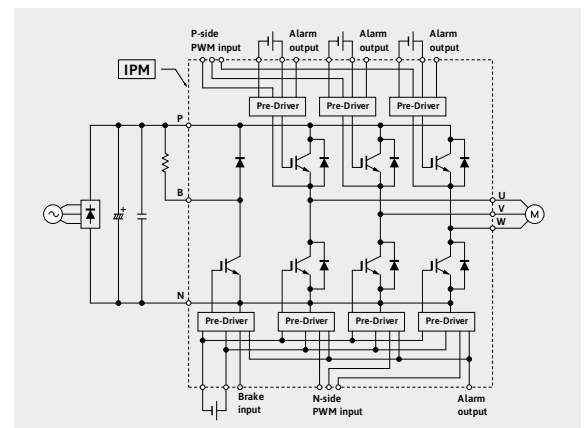 P-side
PWM input
Alarm
output
Alarm
output
Alarm
output
IPM
Pre-Driver
Pre-Driver
Pre-Driver
P
B
U
V
W
M
+
N
Pre-Driver
Pre-Driver
Pre-Driver
Pre-Driver
Brake
input
N-side
PWM input
Alarm
output